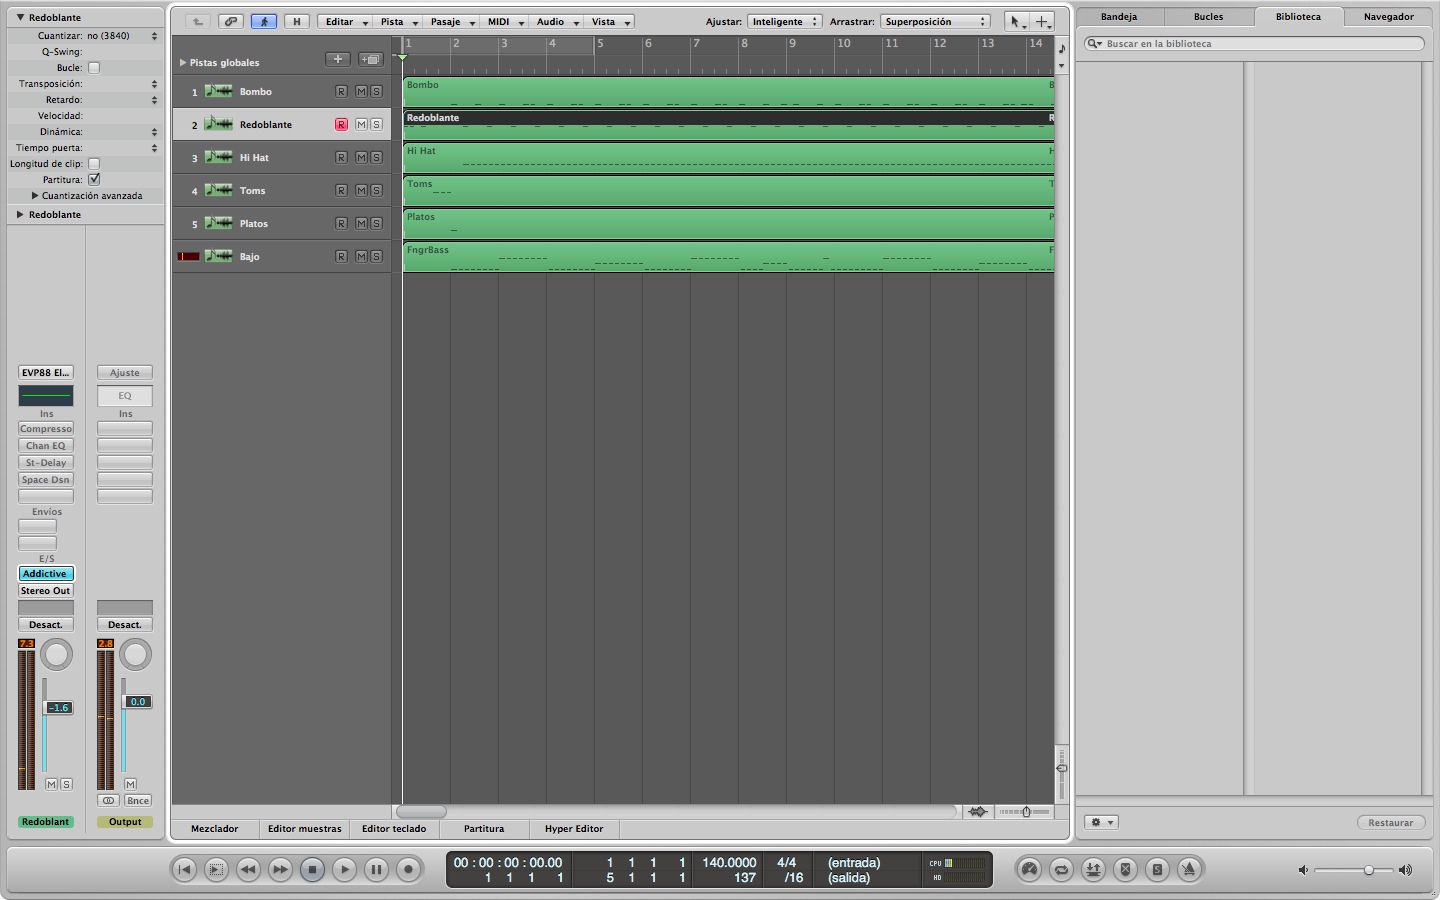 Redoblante
Cuantizar: no (3840)
Q-Swing:
Bucle:
Transposición:
Retardo:
Velocidad:
Dinámica:
Tiempo puerta:
Longitud de clip:
Partitura:
Cuantización avanzada
Redoblante
EVP88 El...
Ajuste
EQ
Ins
Ins
Compresso
Chan EQ
St-Delay
Space Dsn
Envíos
E/S
Addictive
Stereo Out
Desact.
Desact.
7.3
2.8
-1.6
0.0
M S
M
Bnce
Redoblant
Output
H
Editar
Pista
Pasaje
MIDI
Audio
Vista
Ajustar: Inteligente
Arrastrar: Superposición
Pistas globales
1 2 3 4 5 6 7 8 9 10 11 12 13 14
1 Bombo R M S
2 Redoblante R M S
3 Hi Hat R M S
4 Toms R M S
5 Platos R M S
Bajo R M S
Bombo B
Redoblante R
Hi Hat H
Toms T
Platos P
FngrBass F
Mezclador
Editor muestras
Editor teclado
Partitura
Hyper Editor
00 : 00 : 00 : 00.00 1 1 1 1 140.0000 4/4 (entrada) CPU
1 1 1 1 5 1 1 1 137 /16 (salida) HD
S
Bandeja
Bucles
Biblioteca
Navegador
Buscar en la biblioteca
Restaurar